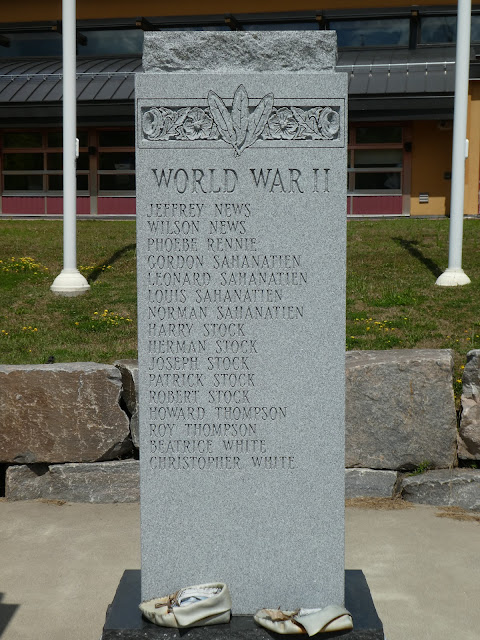 WORLD WAR II
JEFFREY NEWS
WILSON NEWS
PHOEBE RENNIE
GORDON SAHANATIEN
LEONARD SAHANATIEN
LOUIS SAHANATIEN
NORMAN SAHANATIEN
HARRY STOCK
HERMAN STOCK
JOSEPH STOCK
PATRICK STOCK
ROBERT STOCK
HOWARD THOMPSON
ROY THOMPSON
BEATRICE WHITE
CHRISTOPHER WHITE